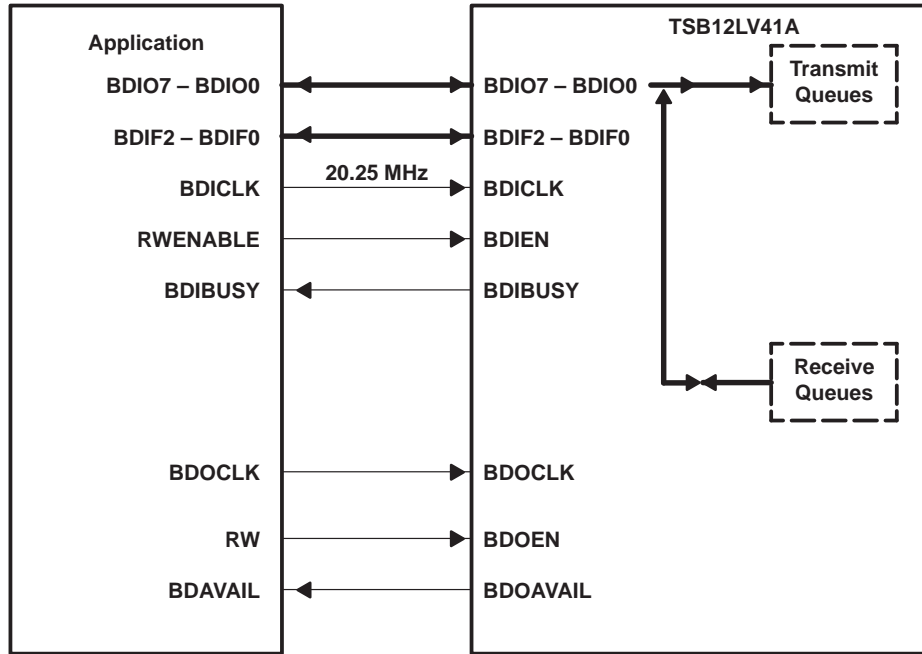 TSB12LV41A
Application
Transmit
Queues
BDIO7 – BDIO0
BDIO7 – BDIO0
BDIF2 – BDIF0
BDIF2 – BDIF0
20.25 MHz
BDICLK
BDICLK
RWENABLE
BDIEN
BDIBUSY
BDIBUSY
Receive
Queues
BDOCLK
BDOCLK
RW
BDOEN
BDAVAIL
BDOAVAIL